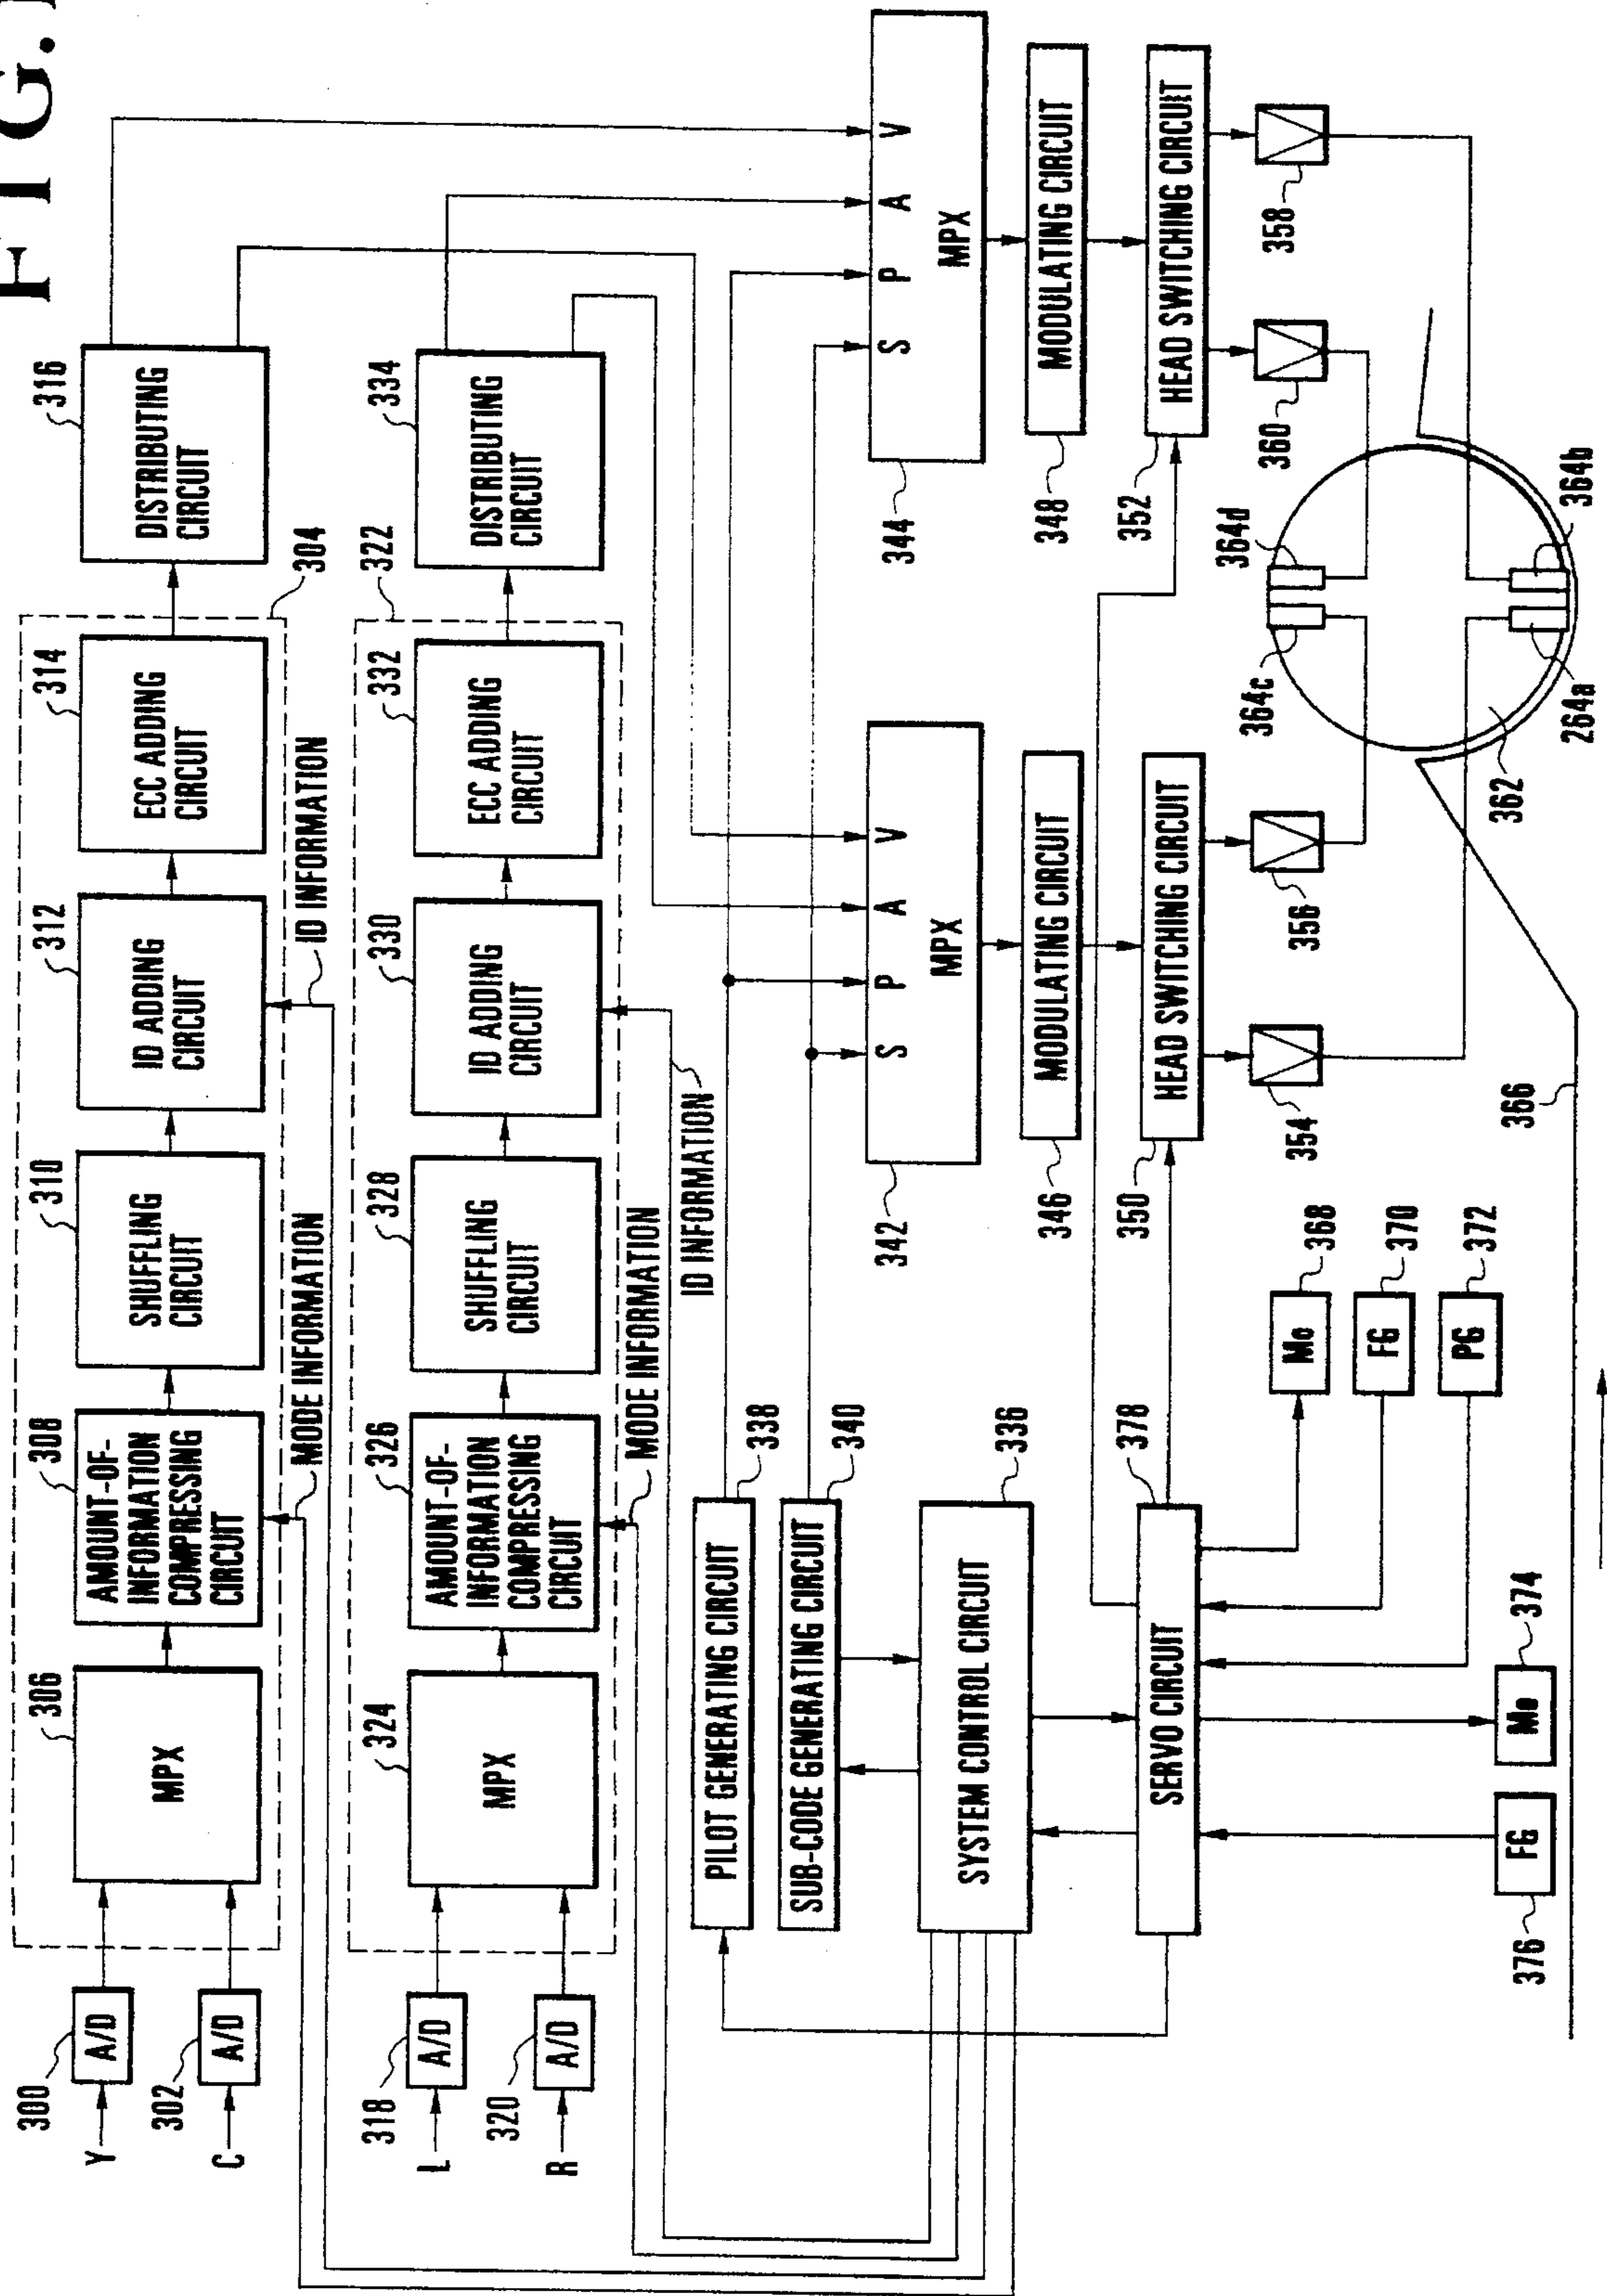 FIG.
300
Y
A/D
302
C
A/D
304
306
MPX
308
AMOUNT-OF-
INFORMATION
COMPRESSING
CIRCUIT
310
SHUFFLING
CIRCUIT
312
ID ADDING
CIRCUIT
314
ECC ADDING
CIRCUIT
316
DISTRIBUTING
CIRCUIT
MODE INFORMATION
ID INFORMATION
318
L
A/D
320
R
A/D
322
324
MPX
326
AMOUNT-OF-
INFORMATION
COMPRESSING
CIRCUIT
328
SHUFFLING
CIRCUIT
330
ID ADDING
CIRCUIT
332
ECC ADDING
CIRCUIT
334
DISTRIBUTING
CIRCUIT
MODE INFORMATION
ID INFORMATION
PILOT GENERATING CIRCUIT
338
SUB-CODE GENERATING CIRCUIT
340
SYSTEM CONTROL CIRCUIT
336
SERVO CIRCUIT
378
S P A V
MPX
342
S P A V
MPX
344
MODULATING CIRCUIT
346
MODULATING CIRCUIT
348
HEAD SWITCHING CIRCUIT
350
HEAD SWITCHING CIRCUIT
352
354
356
360
358
364c
364d
362
264a
364b
366
Mo
368
FG
370
PG
372
Mo
374
FG
376